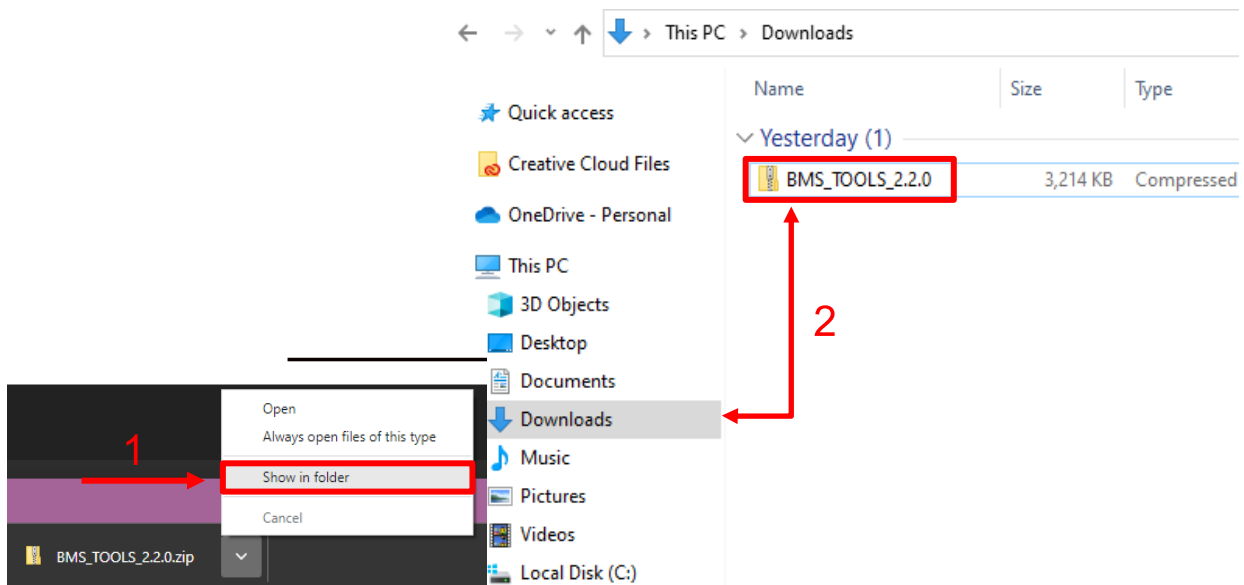 This PC > Downloads
Name Size Type
Yesterday (1)
BMS_TOOLS_2.2.0 3,214 KB Compressed
Quick access
Creative Cloud Files
OneDrive - Personal
This PC
3D Objects
Desktop
Documents
Downloads
Music
Pictures
Videos
Local Disk (C:)
2
1
Open
Always open files of this type
Show in folder
Cancel
BMS_TOOLS_2.2.0.zip